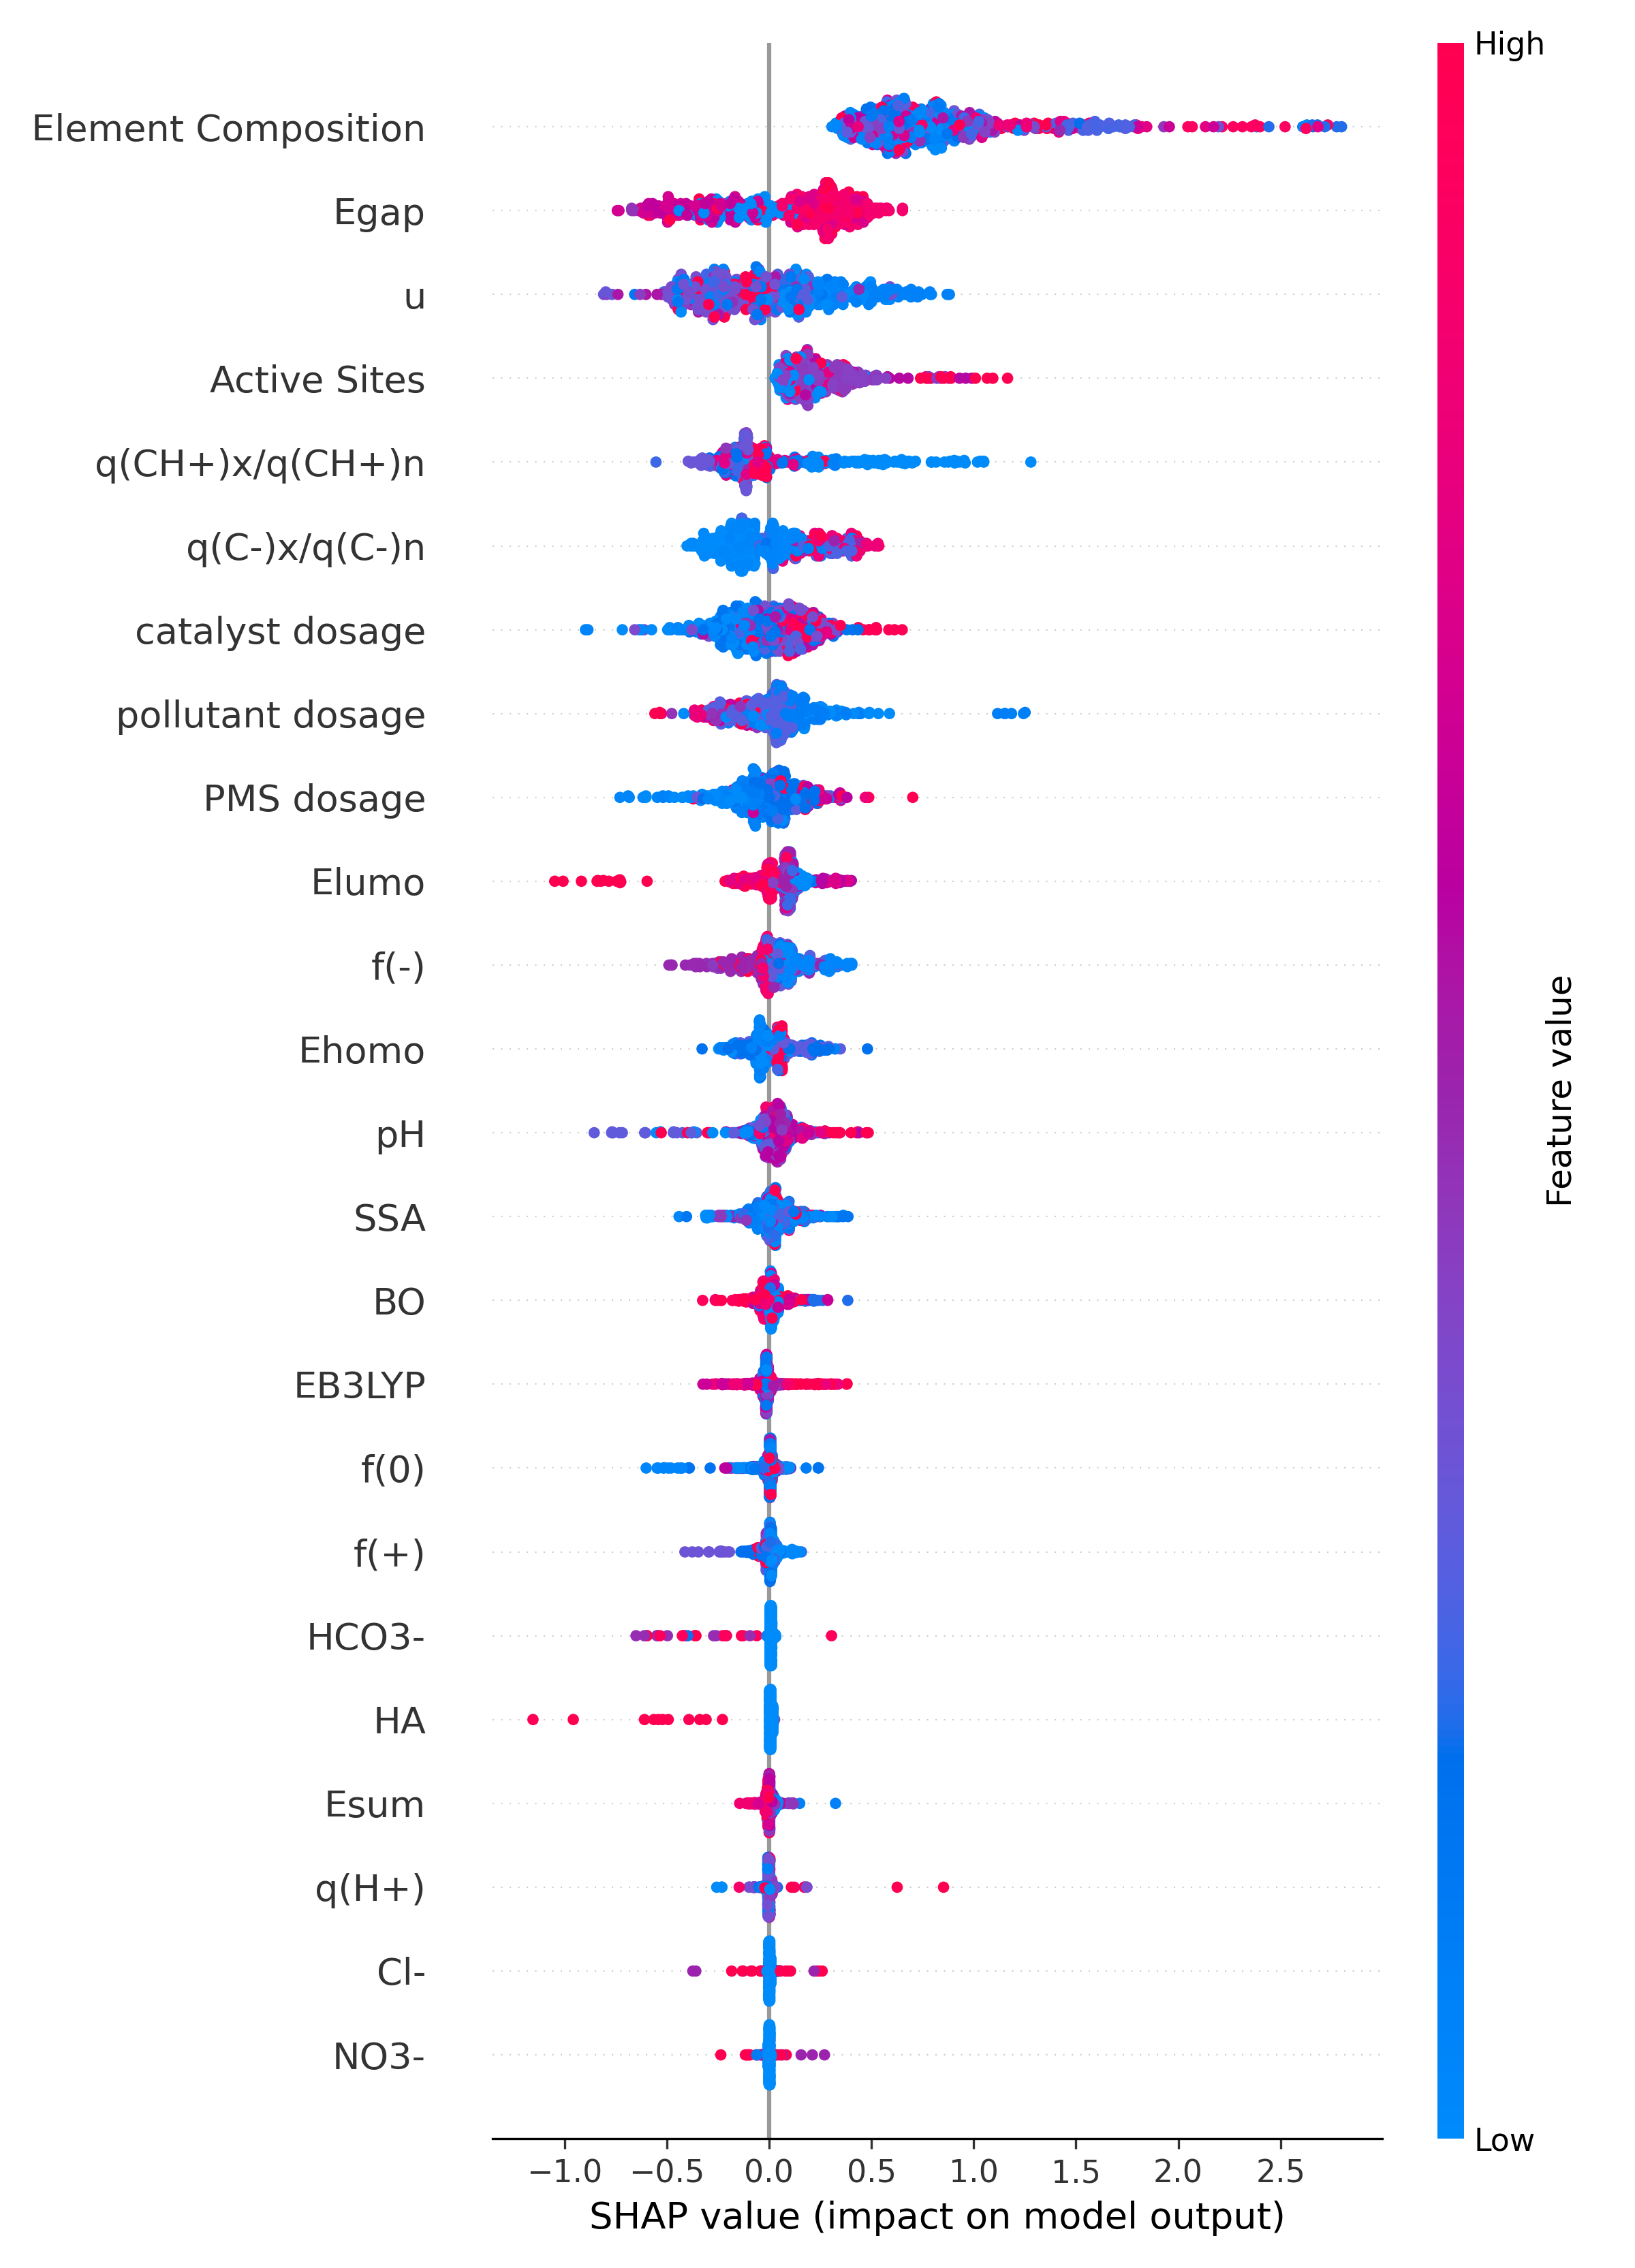 High
Element Composition
Egap
u
Active Sites
q(CH+)x/q(CH+)n
q(C-)x/q(C-)n
catalyst dosage
pollutant dosage
PMS dosage
Elumo
f(-)
Ehomo
pH
SSA
BO
EB3LYP
f(0)
f(+)
HCO3-
HA
Esum
q(H+)
Cl-
NO3-
Feature value
Low
−1.0 −0.5 0.0 0.5 1.0 1.5 2.0 2.5
SHAP value (impact on model output)